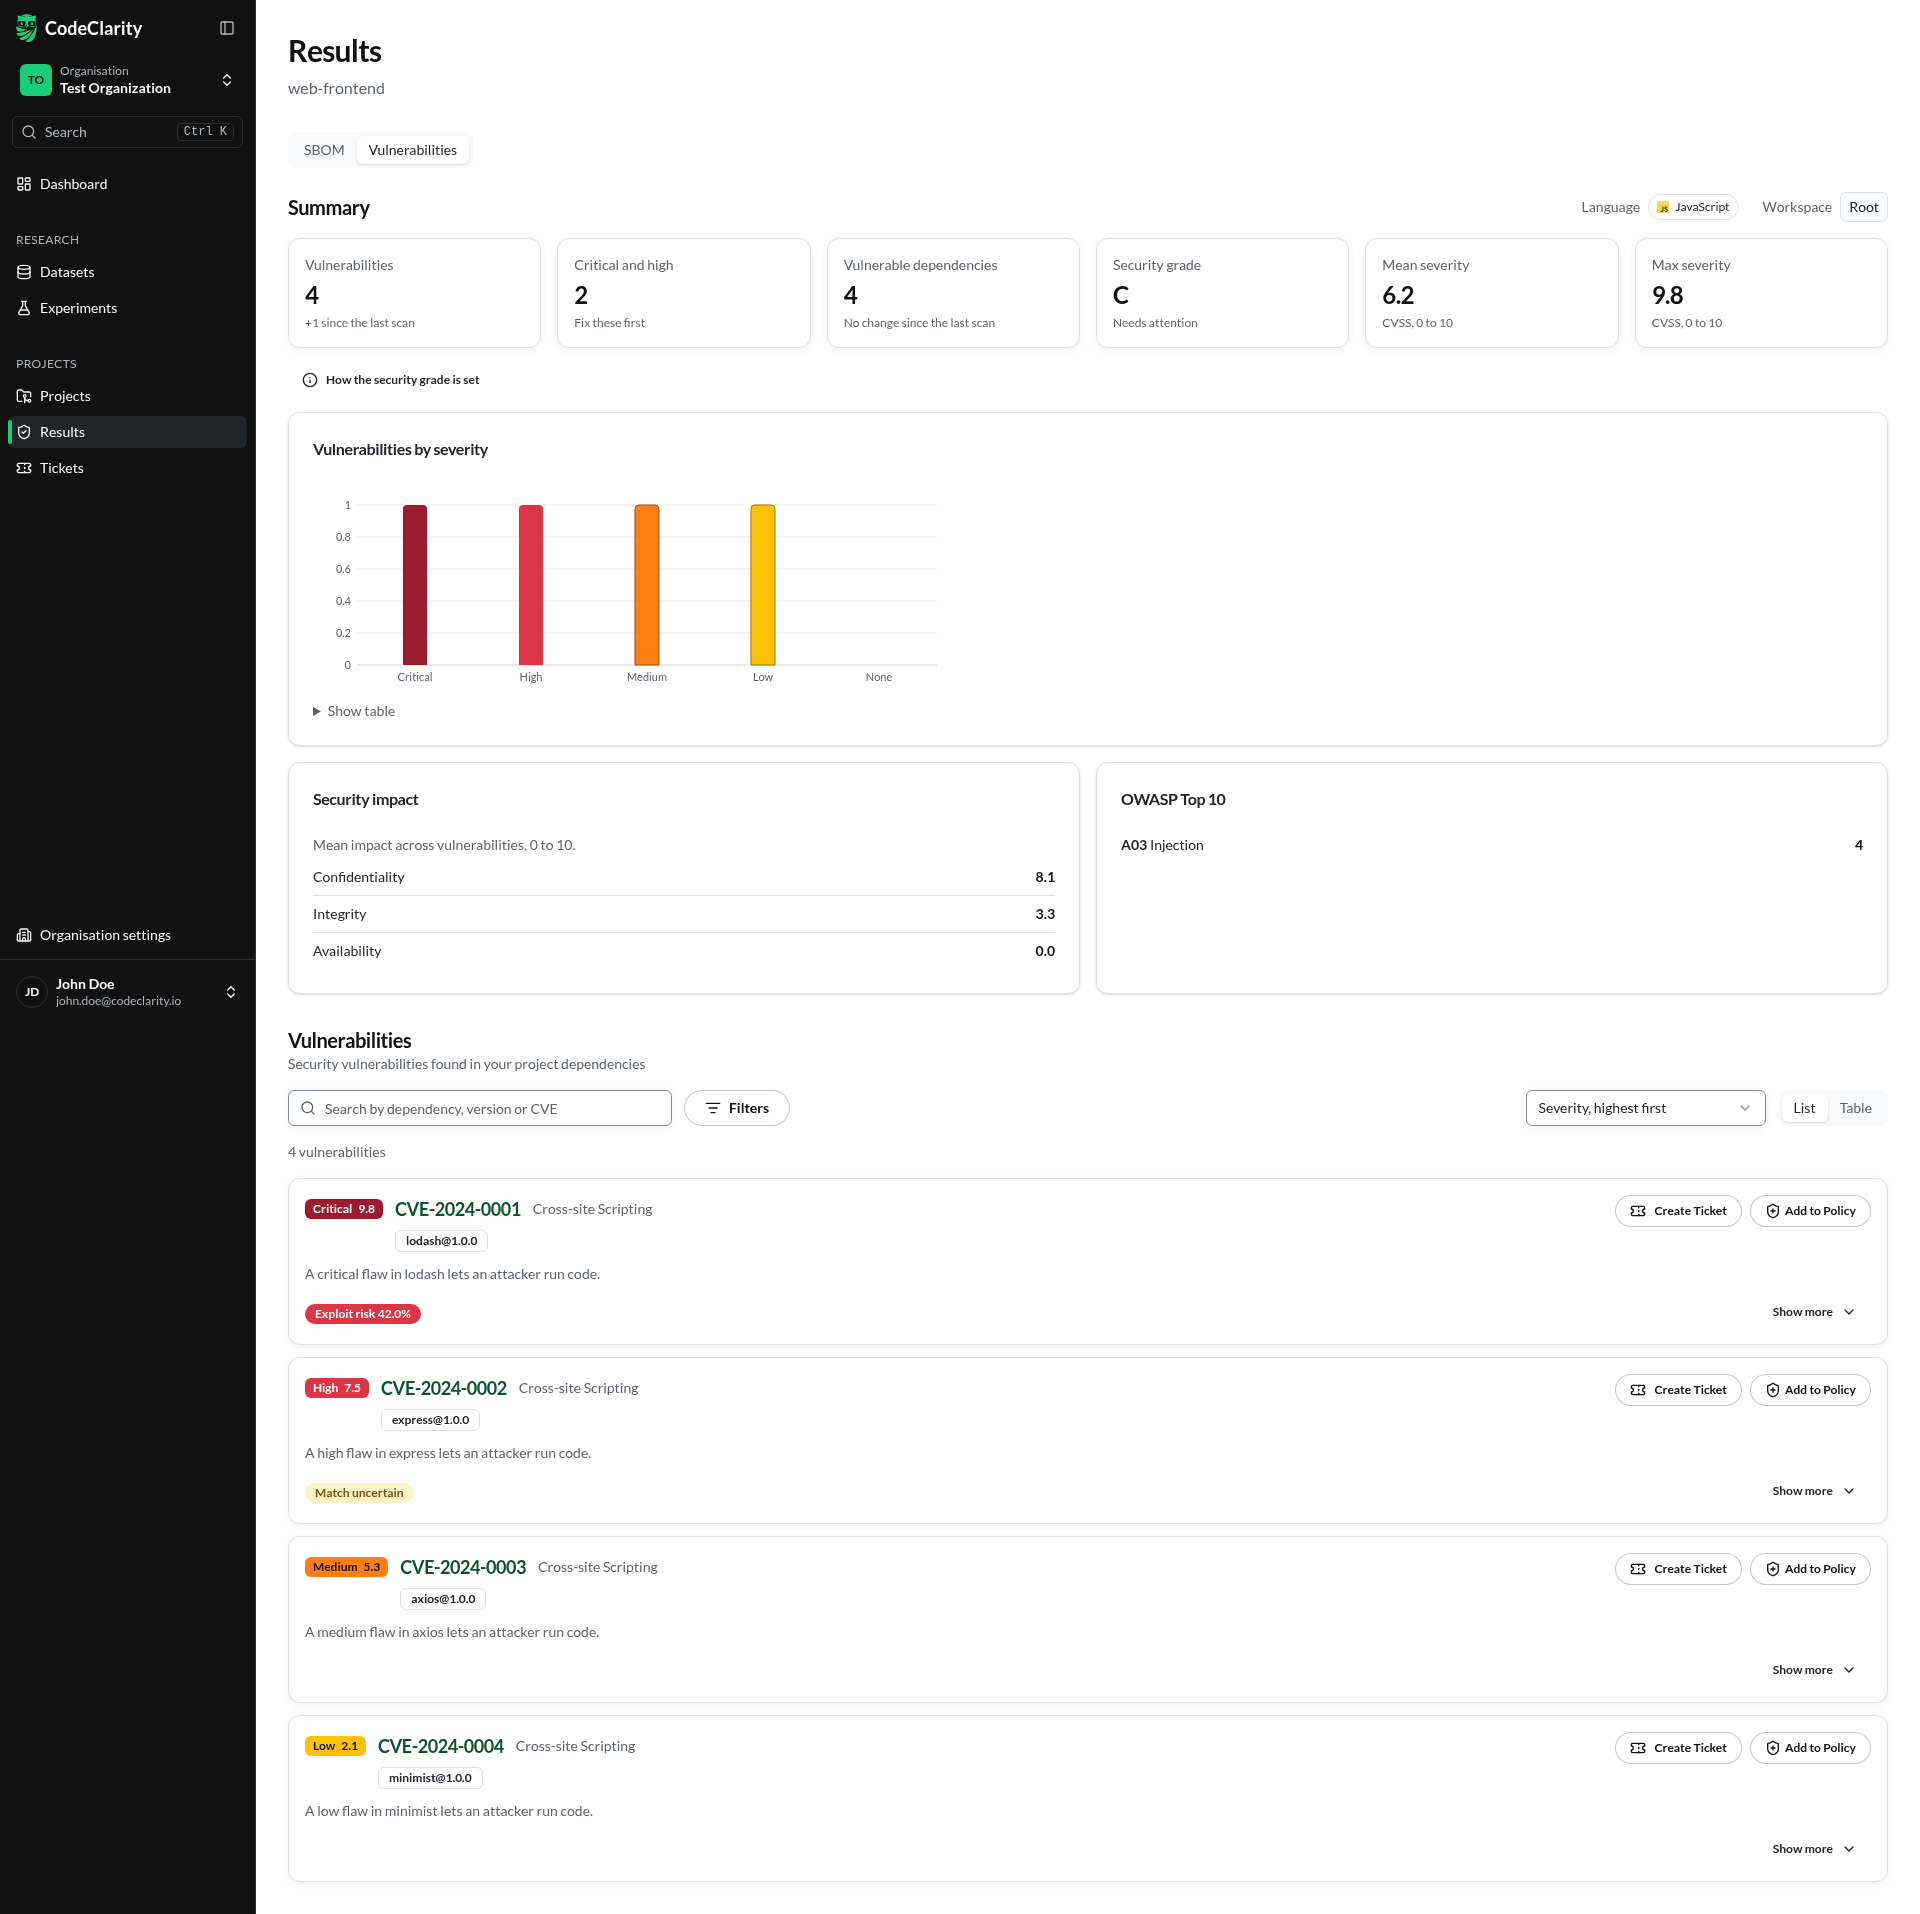 CodeClarity
TO
Organisation
Test Organization
Search
Ctrl K
Dashboard
RESEARCH
Datasets
Experiments
PROJECTS
Projects
Results
Tickets
Organisation settings
JD
John Doe
john.doe@codeclarity.io
Results
web-frontend
SBOM Vulnerabilities
Summary
Language JS JavaScript Workspace Root
Vulnerabilities
4
+1 since the last scan
Critical and high
2
Fix these first
Vulnerable dependencies
4
No change since the last scan
Security grade
C
Needs attention
Mean severity
6.2
CVSS, 0 to 10
Max severity
9.8
CVSS, 0 to 10
How the security grade is set
Vulnerabilities by severity
1
0.8
0.6
0.4
0.2
0
Critical High Medium Low None
Show table
Security impact
Mean impact across vulnerabilities, 0 to 10.
Confidentiality 8.1
Integrity 3.3
Availability 0.0
OWASP Top 10
A03 Injection 4
Vulnerabilities
Security vulnerabilities found in your project dependencies
Search by dependency, version or CVE
Filters
Severity, highest first
List Table
4 vulnerabilities
Critical 9.8 CVE-2024-0001 Cross-site Scripting Create Ticket Add to Policy
lodash@1.0.0
A critical flaw in lodash lets an attacker run code.
Exploit risk 42.0% Show more
High 7.5 CVE-2024-0002 Cross-site Scripting Create Ticket Add to Policy
express@1.0.0
A high flaw in express lets an attacker run code.
Match uncertain Show more
Medium 5.3 CVE-2024-0003 Cross-site Scripting Create Ticket Add to Policy
axios@1.0.0
A medium flaw in axios lets an attacker run code.
Show more
Low 2.1 CVE-2024-0004 Cross-site Scripting Create Ticket Add to Policy
minimist@1.0.0
A low flaw in minimist lets an attacker run code.
Show more